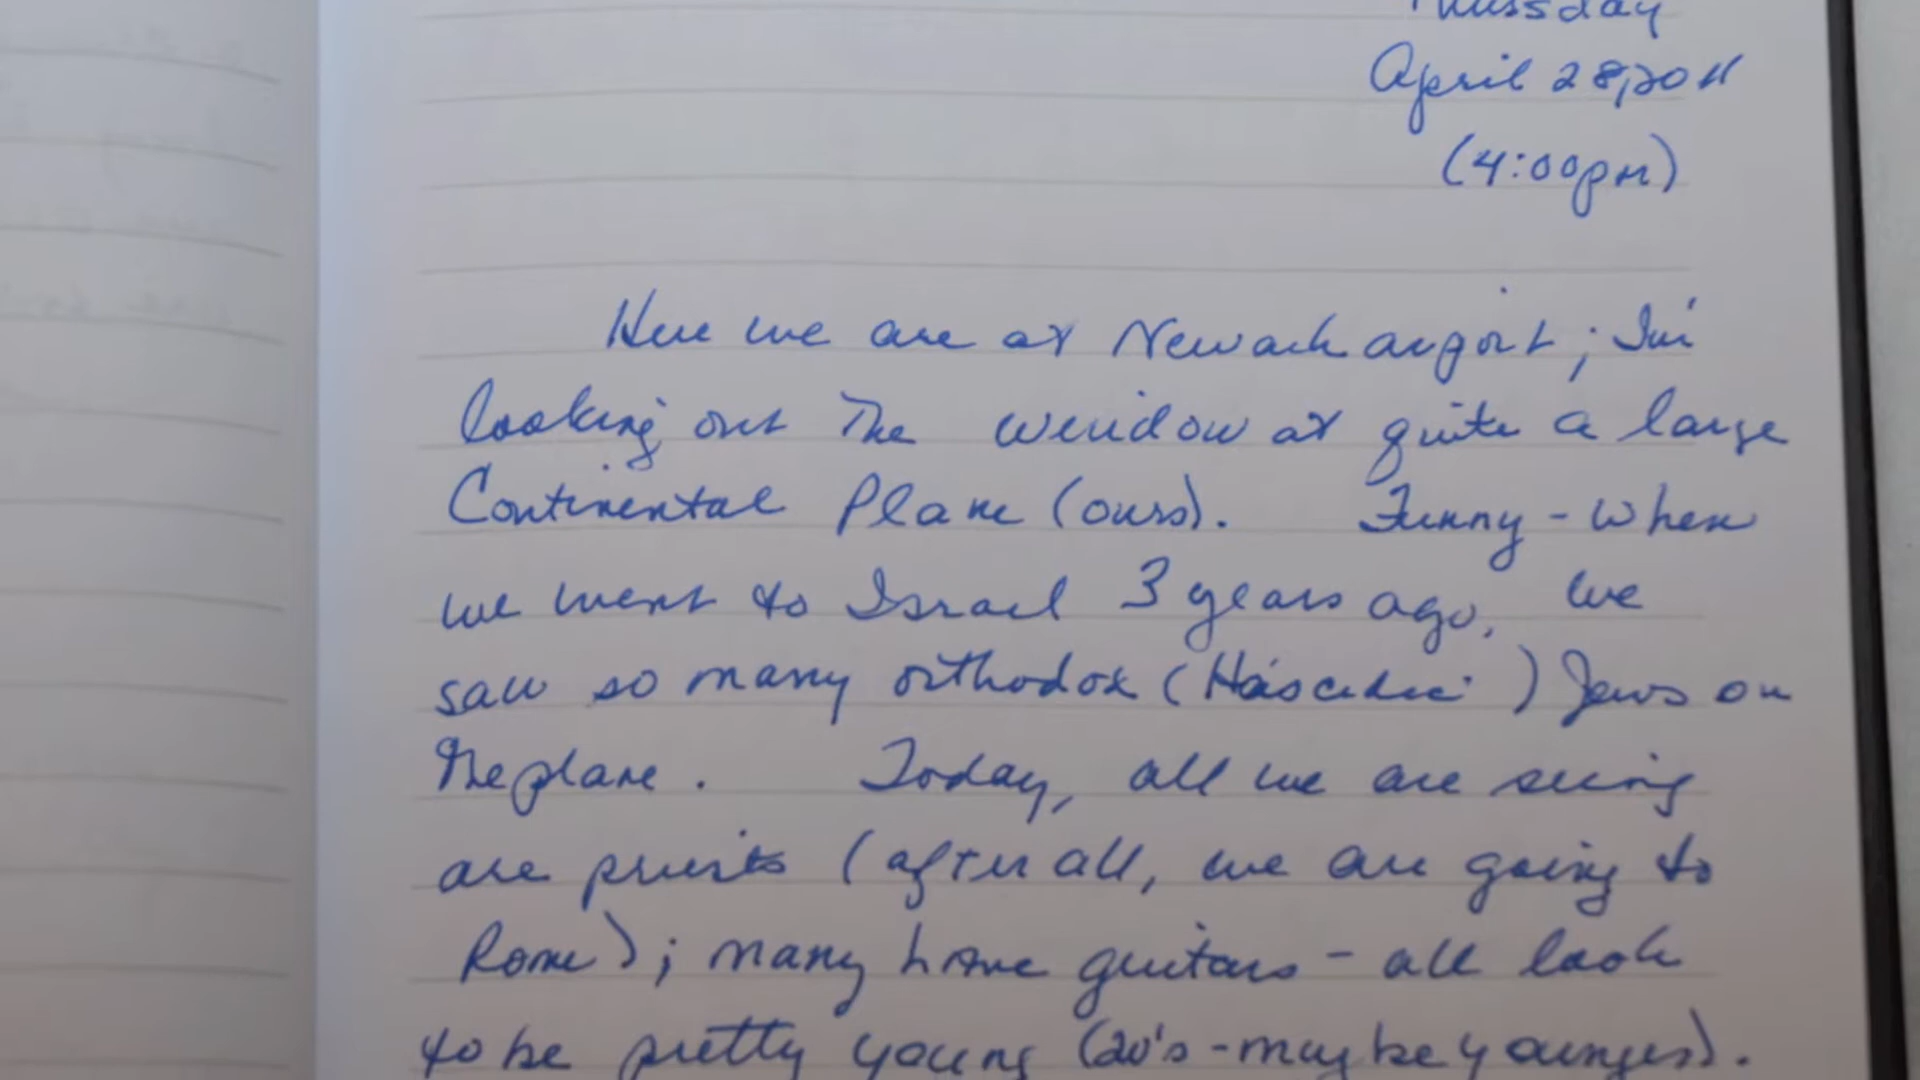 Thursday
April 28, 2011
(4:00pm)
Here we are at Newark airport; I'm
looking out the window at quite a large
Continental Plane (ours). Funny - when
we went to Israel 3 years ago, we
saw so many orthodox (Hascidic) Jews on
the plane. Today, all we are seeing
are priests (after all, we are going to
Rome); many have guitars - all look
to be pretty young (20's - maybe younger).